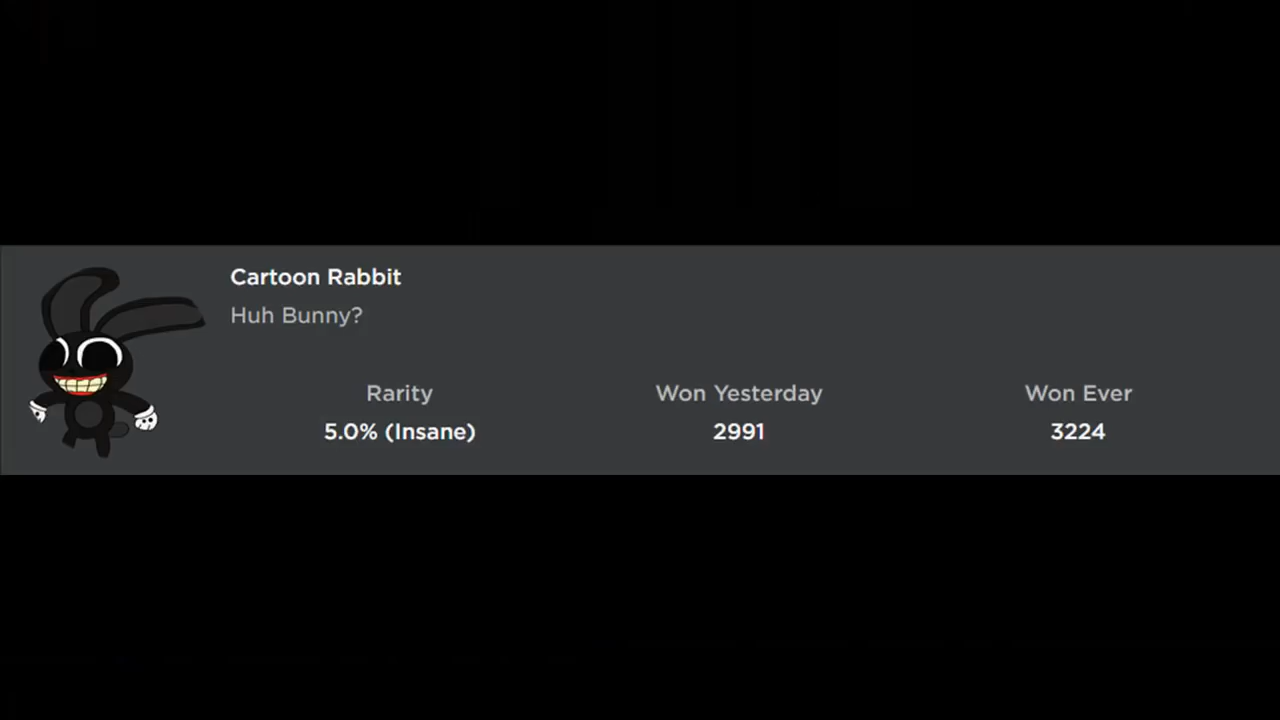 Cartoon Rabbit
Huh Bunny?
Rarity Won Yesterday Won Ever
5.0% (Insane) 2991 3224